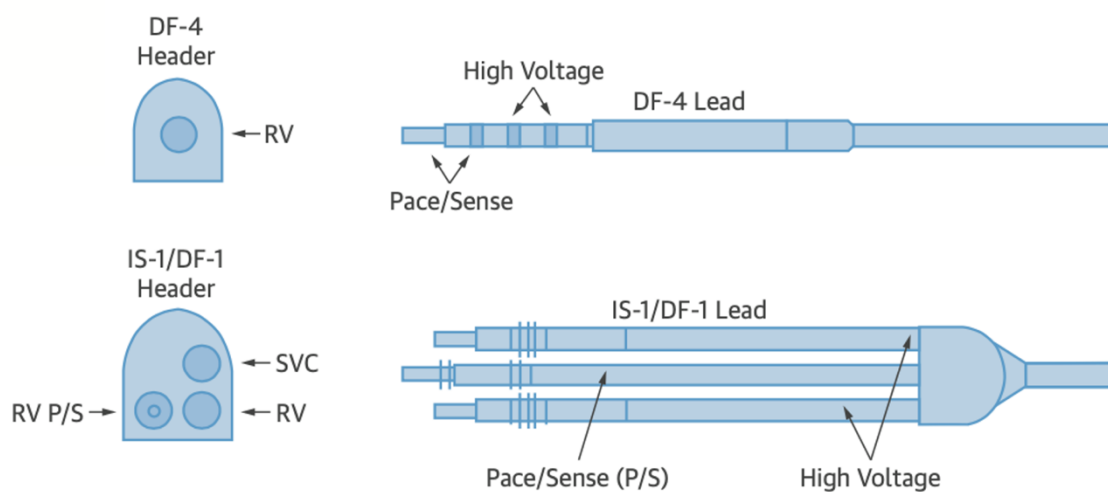 DF-4
Header
RV
High Voltage
DF-4 Lead
Pace/Sense
IS-1/DF-1
Header
SVC
RV P/S
RV
IS-1/DF-1 Lead
Pace/Sense (P/S)
High Voltage